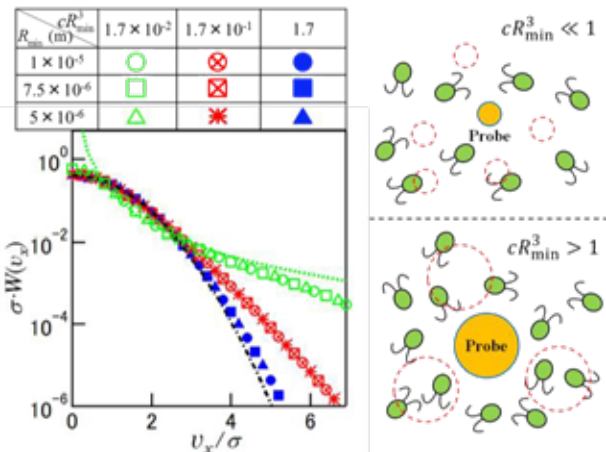 cR³min
Rmin (m) 1.7 × 10⁻² 1.7 × 10⁻¹ 1.7
1 × 10⁻⁵
7.5 × 10⁻⁶
5 × 10⁻⁶
10⁰
10⁻²
10⁻⁴
10⁻⁶
σ·W(vₓ)
0 2 4 6
vₓ/σ
cR³min ≪ 1
Probe
cR³min > 1
Probe